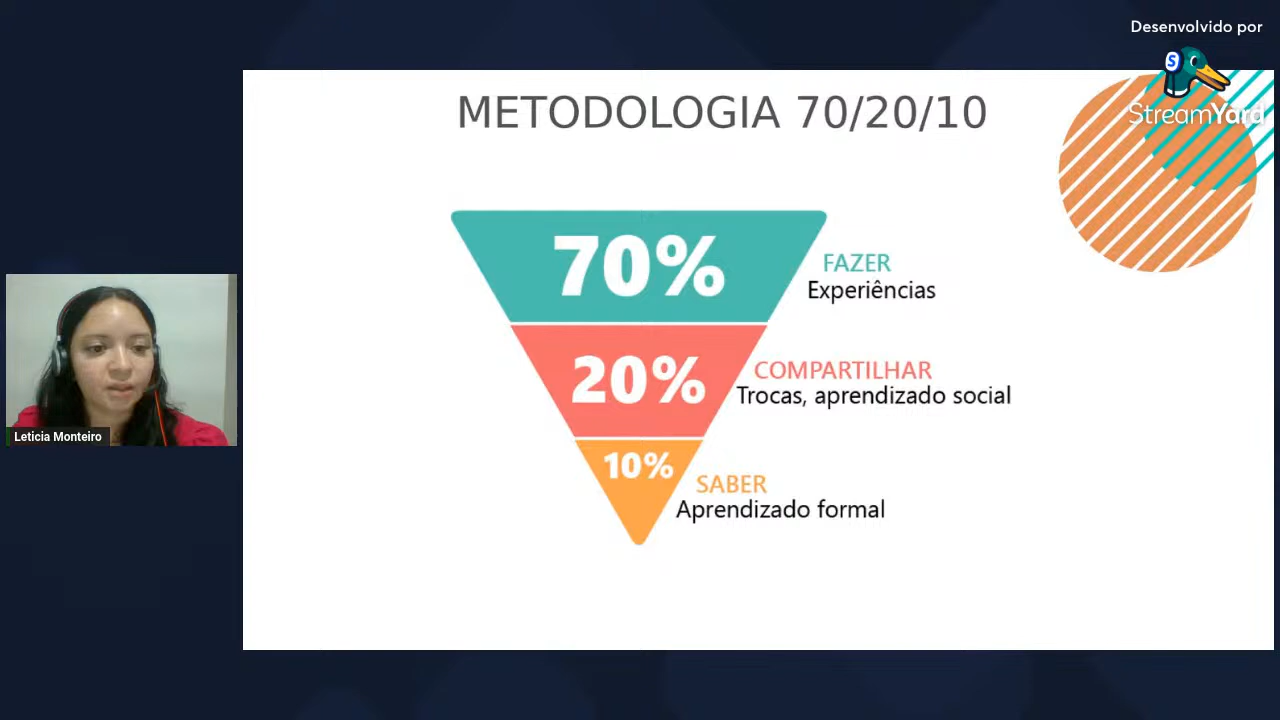 Desenvolvido por
StreamYard
METODOLOGIA 70/20/10
70%
FAZER
Experiências
20%
COMPARTILHAR
Trocas, aprendizado social
10%
SABER
Aprendizado formal
Leticia Monteiro